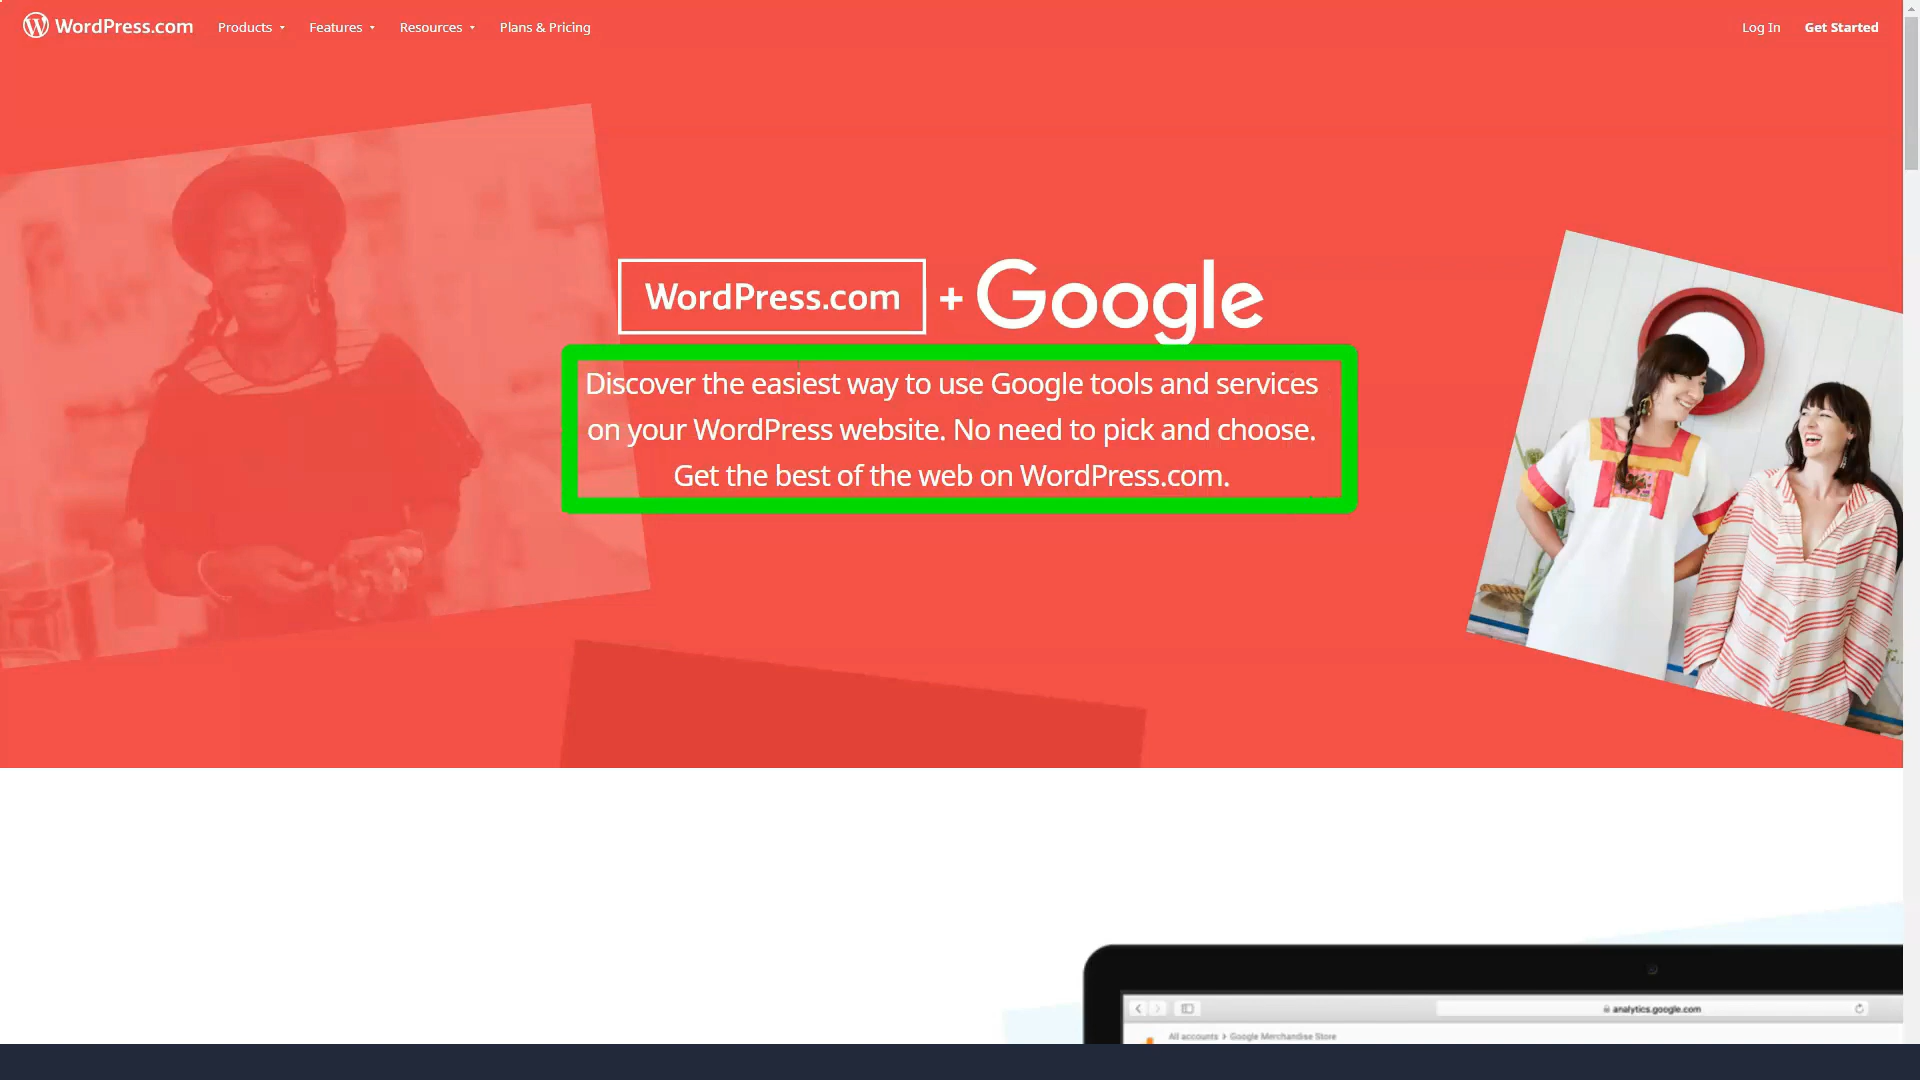 WordPress.com
Products
Features
Resources
Plans & Pricing
Log In
Get Started
WordPress.com + Google
Discover the easiest way to use Google tools and services
on your WordPress website. No need to pick and choose.
Get the best of the web on WordPress.com.
analytics.google.com
All accounts > Google Merchandise Store